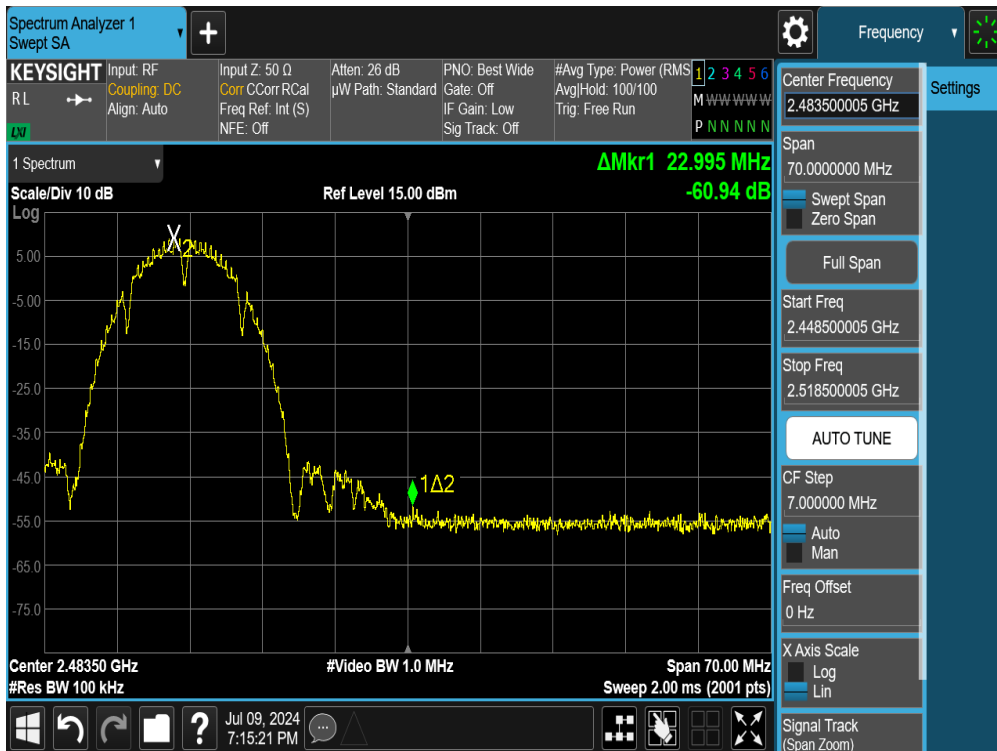 Spectrum Analyzer 1
Swept SA
+
Frequency
KEYSIGHT
RL
LXI
Input: RF
Coupling: DC
Align: Auto
Input Z: 50 Ω
Corr CCorr RCal
Freq Ref: Int (S)
NFE: Off
Atten: 26 dB
µW Path: Standard
PNO: Best Wide
Gate: Off
IF Gain: Low
Sig Track: Off
#Avg Type: Power (RMS
Avg|Hold: 100/100
Trig: Free Run
1 2 3 4 5 6
M W W W W W
P N N N N N
1 Spectrum
ΔMkr1 22.995 MHz
-60.94 dB
Scale/Div 10 dB
Ref Level 15.00 dBm
Log
5.00
-5.00
-15.0
-25.0
-35.0
-45.0
-55.0
-65.0
-75.0
X2
1Δ2
Center 2.48350 GHz
#Video BW 1.0 MHz
Span 70.00 MHz
#Res BW 100 kHz
Sweep 2.00 ms (2001 pts)
?
Jul 09, 2024
7:15:21 PM
Center Frequency
2.483500005 GHz
Span
70.0000000 MHz
Swept Span
Zero Span
Full Span
Start Freq
2.448500005 GHz
Stop Freq
2.518500005 GHz
AUTO TUNE
CF Step
7.000000 MHz
Auto
Man
Freq Offset
0 Hz
X Axis Scale
Log
Lin
Signal Track
(Span Zoom)
Settings